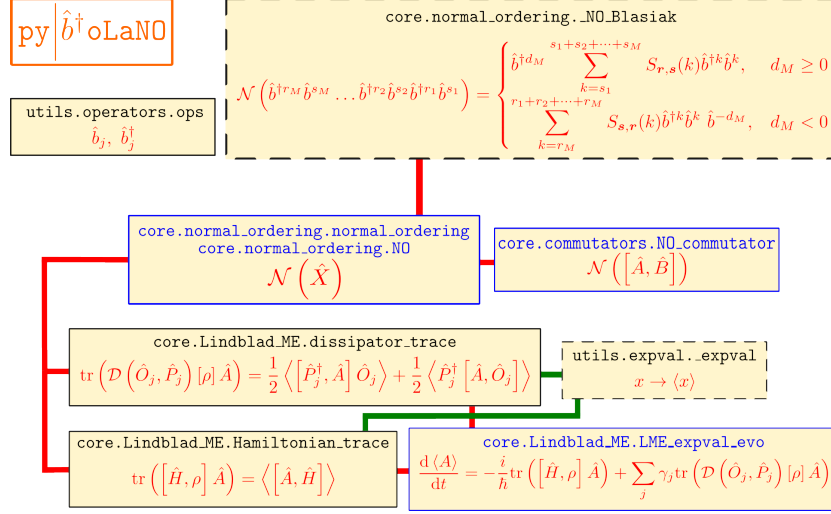 py|b̂†oLaNO
core.normal_ordering._NO_Blasiak
𝒩(b̂^{†r_M} b̂^{s_M} … b̂^{†r_2} b̂^{s_2} b̂^{†r_1} b̂^{s_1}) = { b̂^{†d_M} ∑_{k=s_1}^{s_1+s_2+⋯+s_M} S_{r,s}(k) b̂^{†k} b̂^k, d_M ≥ 0
∑_{k=r_M}^{r_1+r_2+⋯+r_M} S_{s,r}(k) b̂^{†k} b̂^k b̂^{-d_M}, d_M < 0
utils.operators.ops
b̂_j, b̂_j^†
core.normal_ordering.normal_ordering
core.normal_ordering.NO
𝒩(X̂)
core.commutators.NO_commutator
𝒩([Â, B̂])
core.Lindblad_ME.dissipator_trace
tr(𝒟(Ô_j, P̂_j)[ρ] Â) = 1/2 ⟨[P̂_j^†, Â] Ô_j⟩ + 1/2 ⟨P̂_j^† [Â, Ô_j]⟩
utils.expval._expval
x → ⟨x⟩
core.Lindblad_ME.Hamiltonian_trace
tr([Ĥ, ρ] Â) = ⟨[Â, Ĥ]⟩
core.Lindblad_ME.LME_expval_evo
d⟨A⟩/dt = −i/ħ tr([Ĥ, ρ] Â) + ∑_j γ_j tr(𝒟(Ô_j, P̂_j)[ρ] Â)